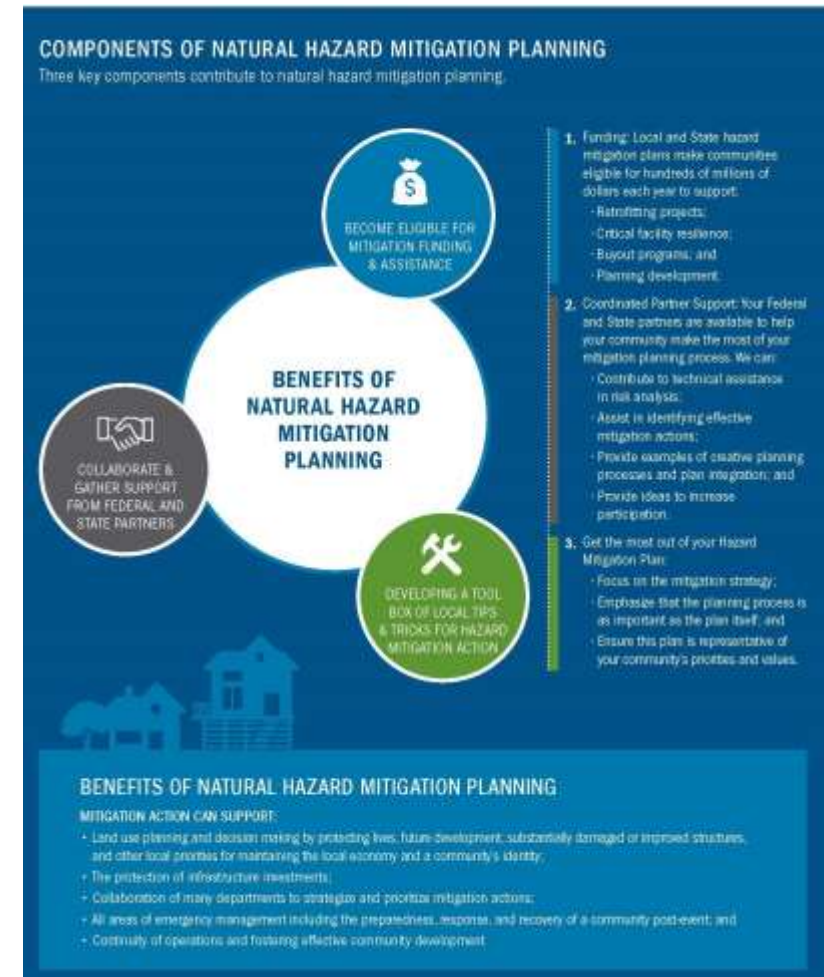 COMPONENTS OF NATURAL HAZARD MITIGATION PLANNING
Three key components contribute to natural hazard mitigation planning.
$
BECOME ELIGIBLE FOR
MITIGATION FUNDING
& ASSISTANCE
BENEFITS OF
NATURAL HAZARD
MITIGATION
PLANNING
COLLABORATE &
GATHER SUPPORT
FROM FEDERAL AND
STATE PARTNERS
DEVELOPING A TOOL
BOX OF LOCAL TIPS
& TRICKS FOR HAZARD
MITIGATION ACTION
1. Funding: Local and State hazard
mitigation plans make communities
eligible for hundreds of millions of
dollars each year to support:
· Retrofitting projects;
· Critical facility resilience;
· Buyout programs; and
· Planning development.
2. Coordinated Partner Support: Your Federal
and State partners are available to help
your community make the most of your
mitigation planning process. We can:
· Contribute to technical assistance
in risk analysis;
· Assist in identifying effective
mitigation actions;
· Provide examples of creative planning
processes and plan integration; and
· Provide ideas to increase
participation.
3. Get the most out of your Hazard
Mitigation Plan:
· Focus on the mitigation strategy;
· Emphasize that the planning process is
as important as the plan itself; and
· Ensure this plan is representative of
your community's priorities and values.
BENEFITS OF NATURAL HAZARD MITIGATION PLANNING
MITIGATION ACTION CAN SUPPORT:
• Land use planning and decision making by protecting lives, future development, substantially damaged or improved structures,
and other local priorities for maintaining the local economy and a community's identity;
• The protection of infrastructure investments;
• Collaboration of many departments to strategize and prioritize mitigation actions;
• All areas of emergency management including the preparedness, response, and recovery of a community post-event; and
• Continuity of operations and fostering effective community development.